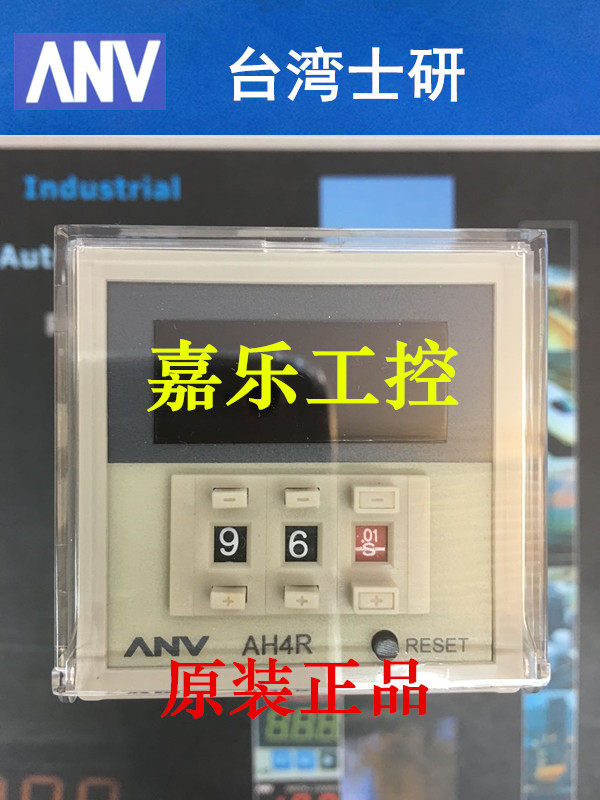 ANV 台湾士研
Industrial
Aut
嘉乐工控
- - -
9 6 .01 S
+ + +
ANV AH4R RESET
原装正品